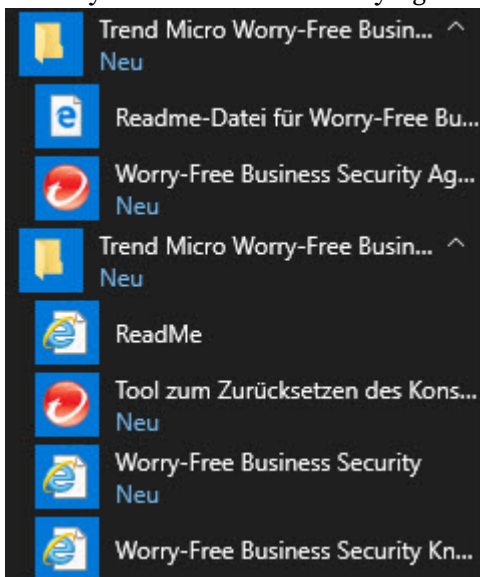 Trend Micro Worry-Free Busin...
Neu
Readme-Datei für Worry-Free Bu...
Worry-Free Business Security Ag...
Neu
Trend Micro Worry-Free Busin...
Neu
ReadMe
Tool zum Zurücksetzen des Kons...
Neu
Worry-Free Business Security
Neu
Worry-Free Business Security Kn...